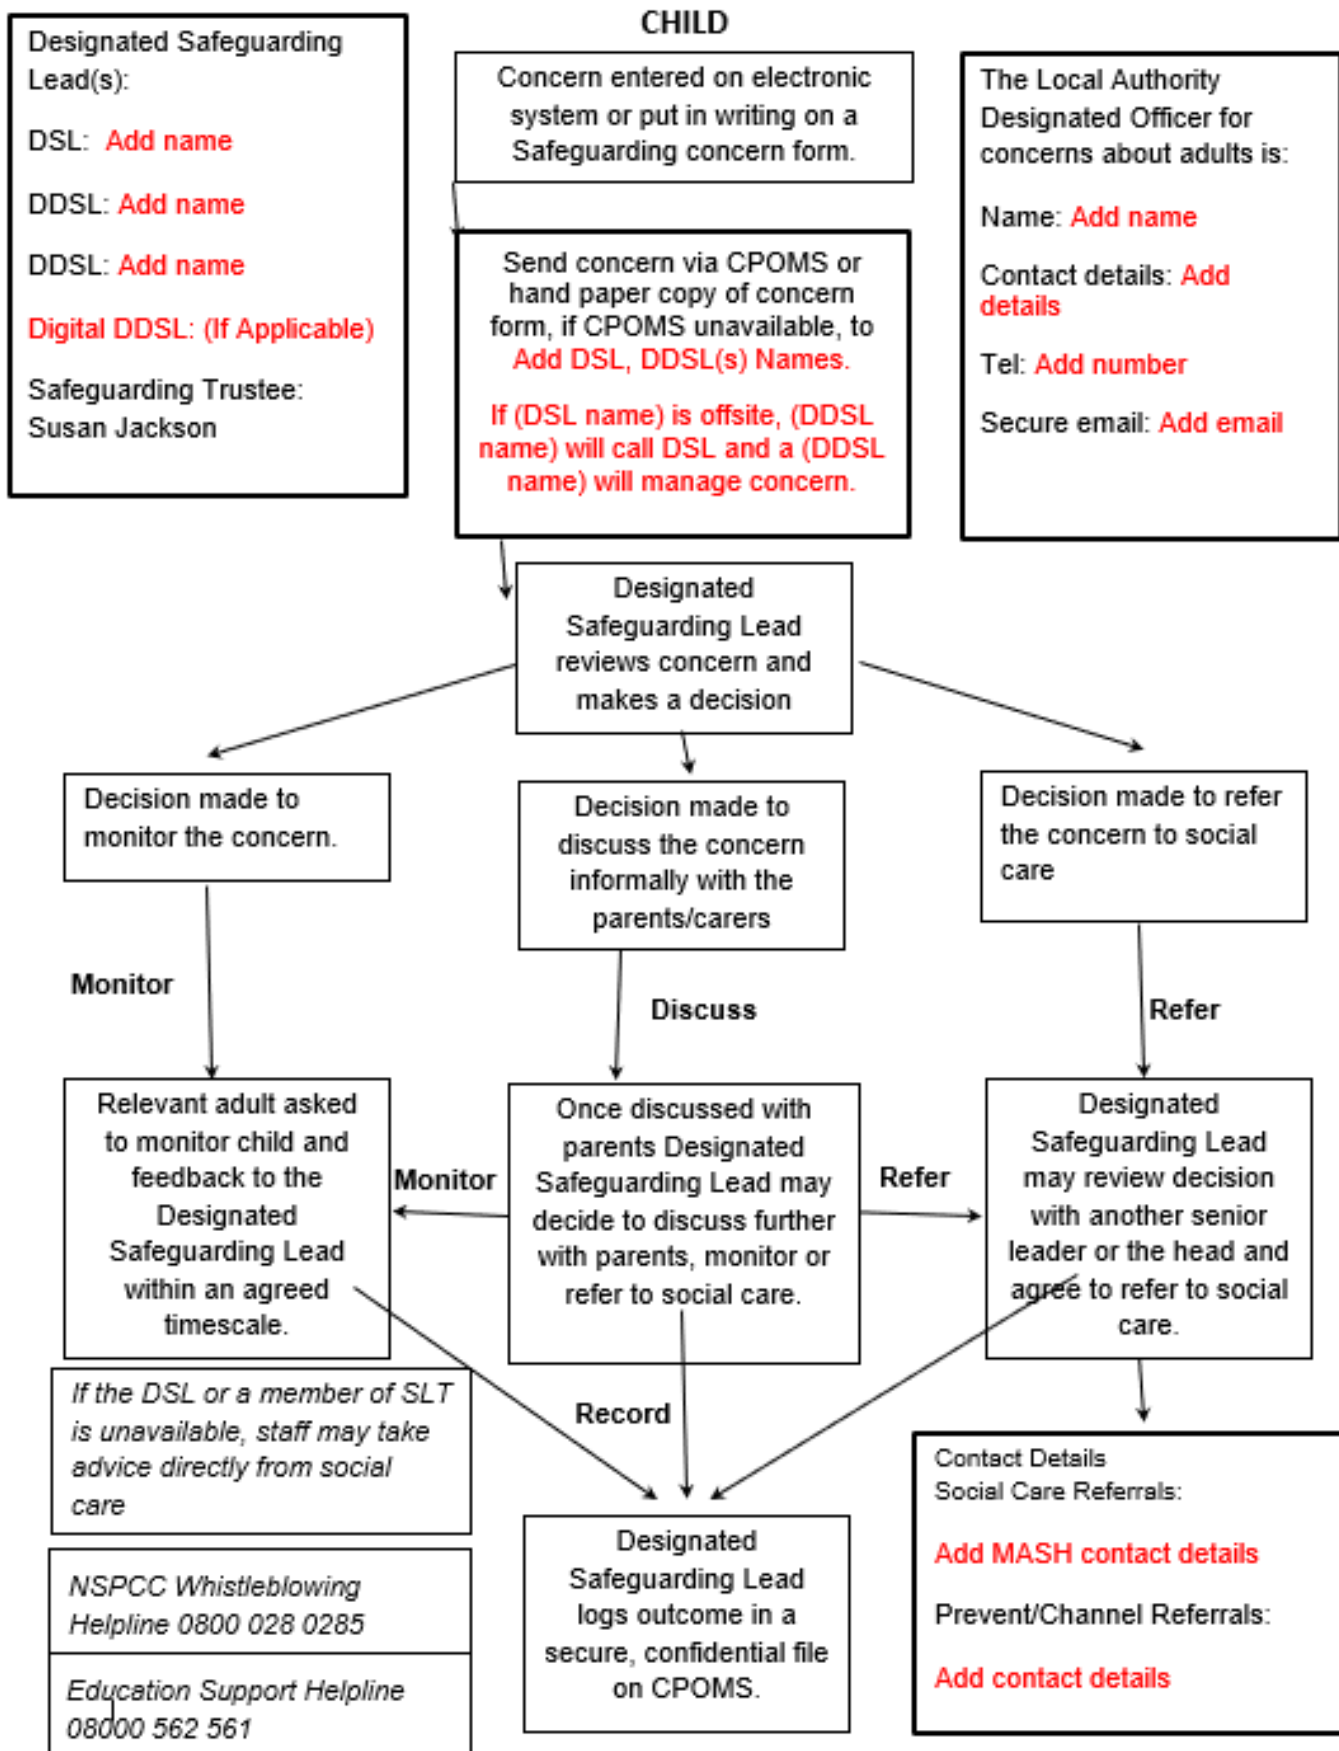 CHILD
Designated Safeguarding
Lead(s):
DSL: Add name
DDSL: Add name
DDSL: Add name
Digital DDSL: (If Applicable)
Safeguarding Trustee:
Susan Jackson
Concern entered on electronic
system or put in writing on a
Safeguarding concern form.
The Local Authority
Designated Officer for
concerns about adults is:
Name: Add name
Contact details: Add
details
Tel: Add number
Secure email: Add email
Send concern via CPOMS or
hand paper copy of concern
form, if CPOMS unavailable, to
Add DSL, DDSL(s) Names.
If (DSL name) is offsite, (DDSL
name) will call DSL and a (DDSL
name) will manage concern.
Designated
Safeguarding Lead
reviews concern and
makes a decision
Decision made to
monitor the concern.
Decision made to
discuss the concern
informally with the
parents/carers
Decision made to refer
the concern to social
care
Monitor
Discuss
Refer
Relevant adult asked
to monitor child and
feedback to the
Designated
Safeguarding Lead
within an agreed
timescale.
Monitor
Once discussed with
parents Designated
Safeguarding Lead may
decide to discuss further
with parents, monitor or
refer to social care.
Refer
Designated
Safeguarding Lead
may review decision
with another senior
leader or the head and
agree to refer to social
care.
If the DSL or a member of SLT
is unavailable, staff may take
advice directly from social
care
Record
NSPCC Whistleblowing
Helpline 0800 028 0285
Education Support Helpline
08000 562 561
Designated
Safeguarding Lead
logs outcome in a
secure, confidential file
on CPOMS.
Contact Details
Social Care Referrals:
Add MASH contact details
Prevent/Channel Referrals:
Add contact details